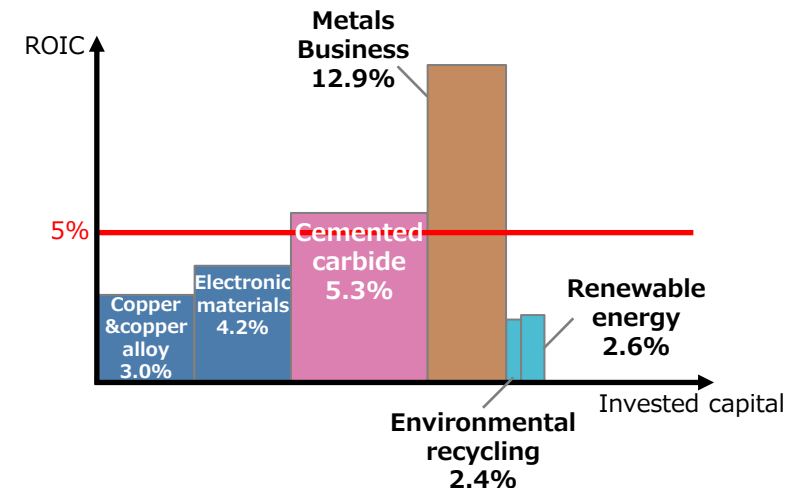 ROIC
Metals
Business
12.9%
5%
Cemented
carbide
5.3%
Electronic
materials
4.2%
Copper
&copper
alloy
3.0%
Renewable
energy
2.6%
Invested capital
Environmental
recycling
2.4%